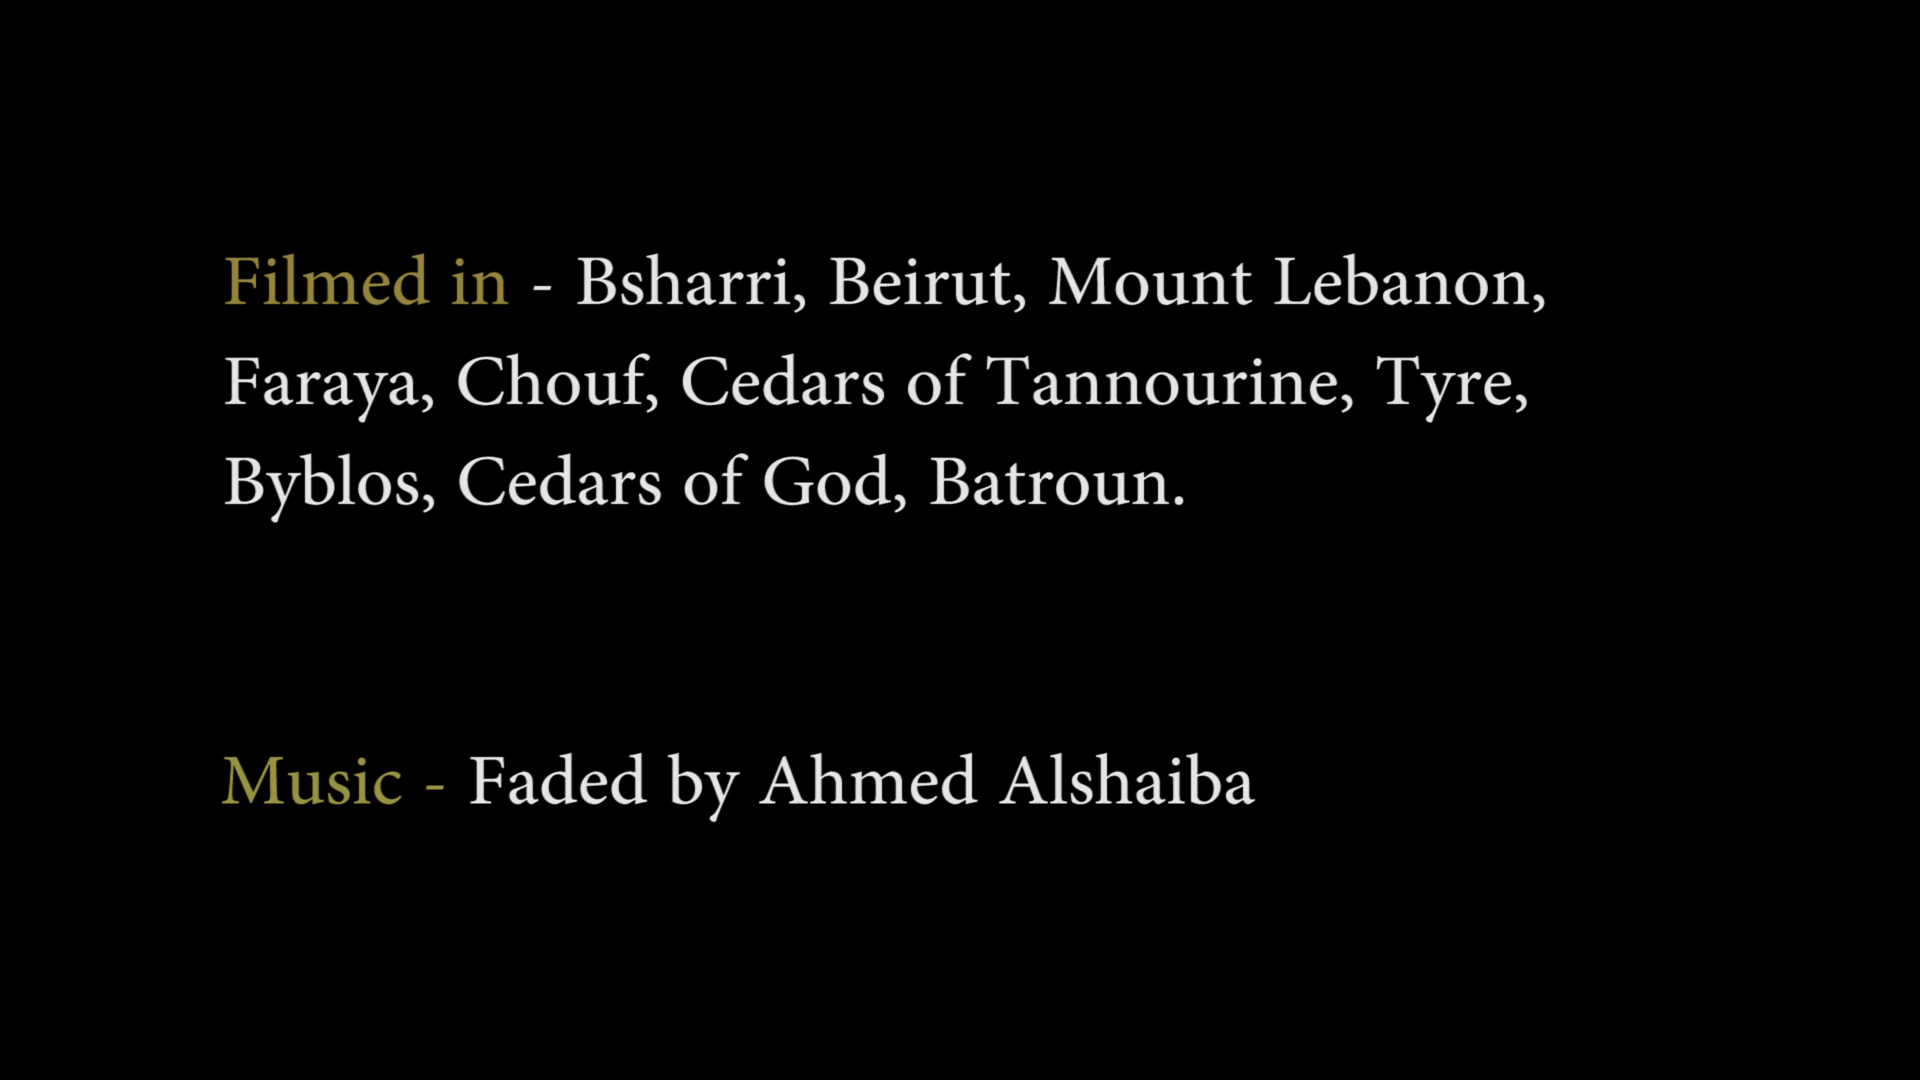 Filmed in - Bsharri, Beirut, Mount Lebanon,
Faraya, Chouf, Cedars of Tannourine, Tyre,
Byblos, Cedars of God, Batroun.
Music - Faded by Ahmed Alshaiba